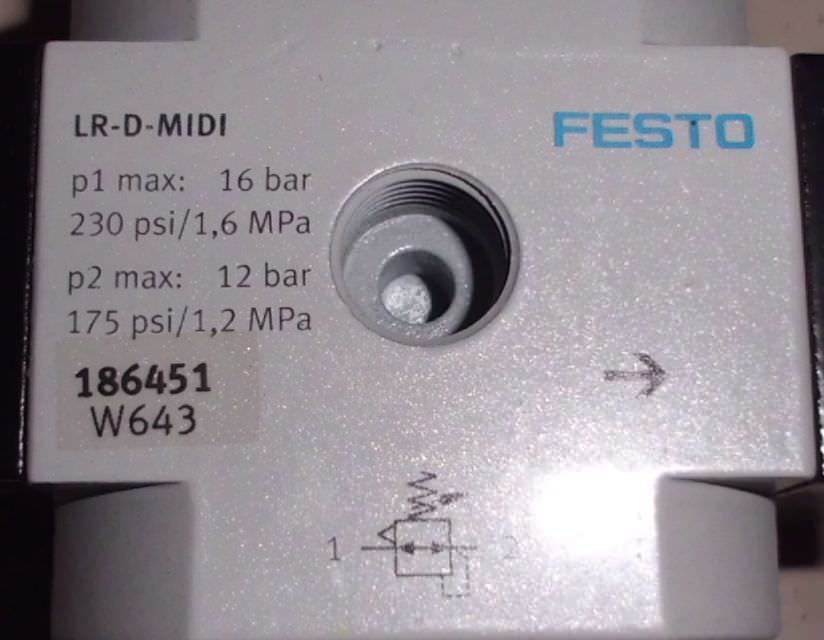 LR-D-MIDI
FESTO
p1 max: 16 bar
230 psi/1,6 MPa
p2 max: 12 bar
175 psi/1,2 MPa
186451
W643
1 2